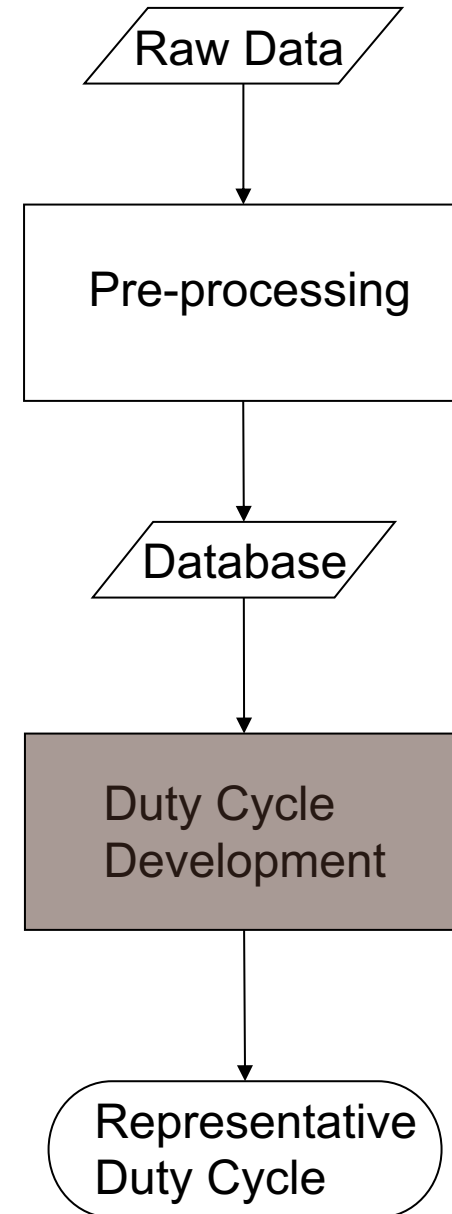 Raw Data
Pre-processing
Database
Duty Cycle
Development
Representative
Duty Cycle